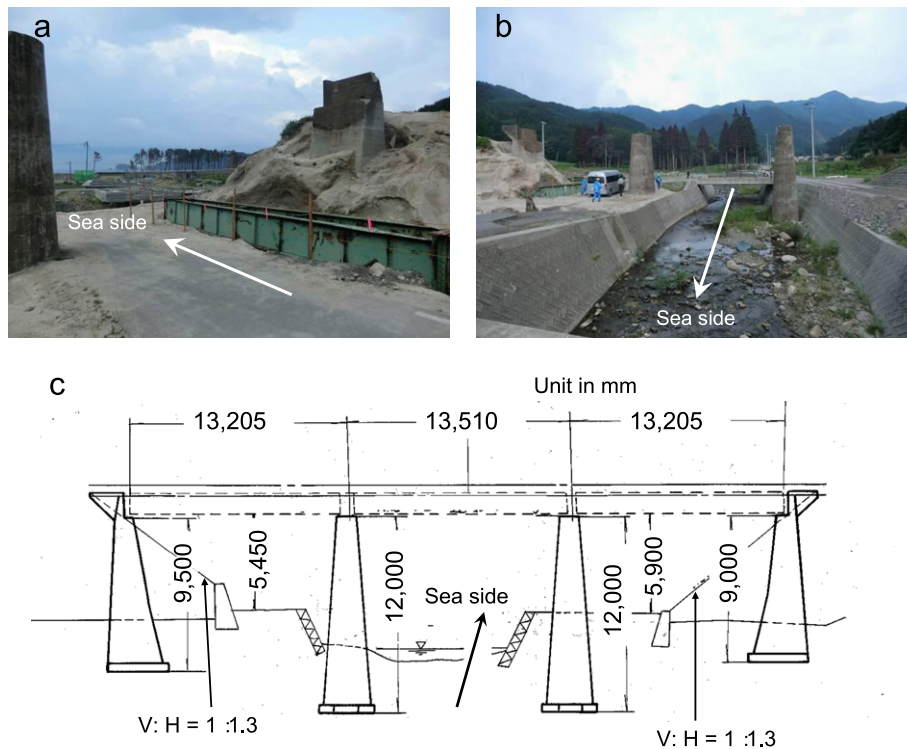 a
Sea side
b
Sea side
c
Unit in mm
13,205
13,510
13,205
9,500
5,450
12,000
Sea side
12,000
5,900
9,000
V: H = 1 :1.3
V: H = 1 :1.3